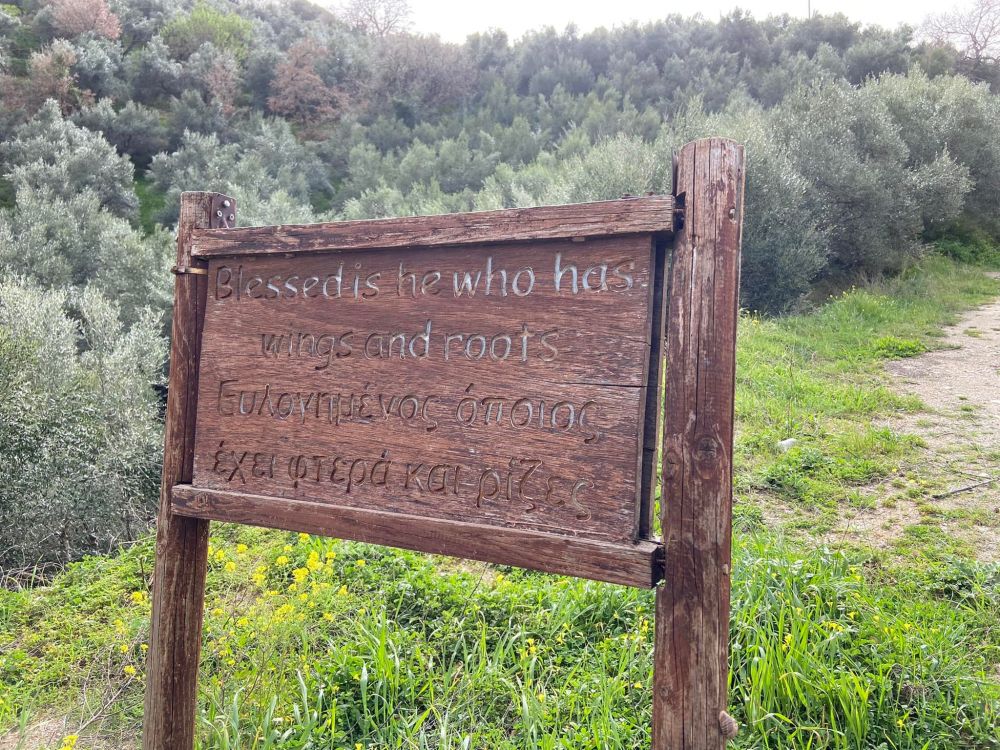 Blessed is he who has
wings and roots
Ευλογημένος όποιος
έχει φτερά και ρίζες